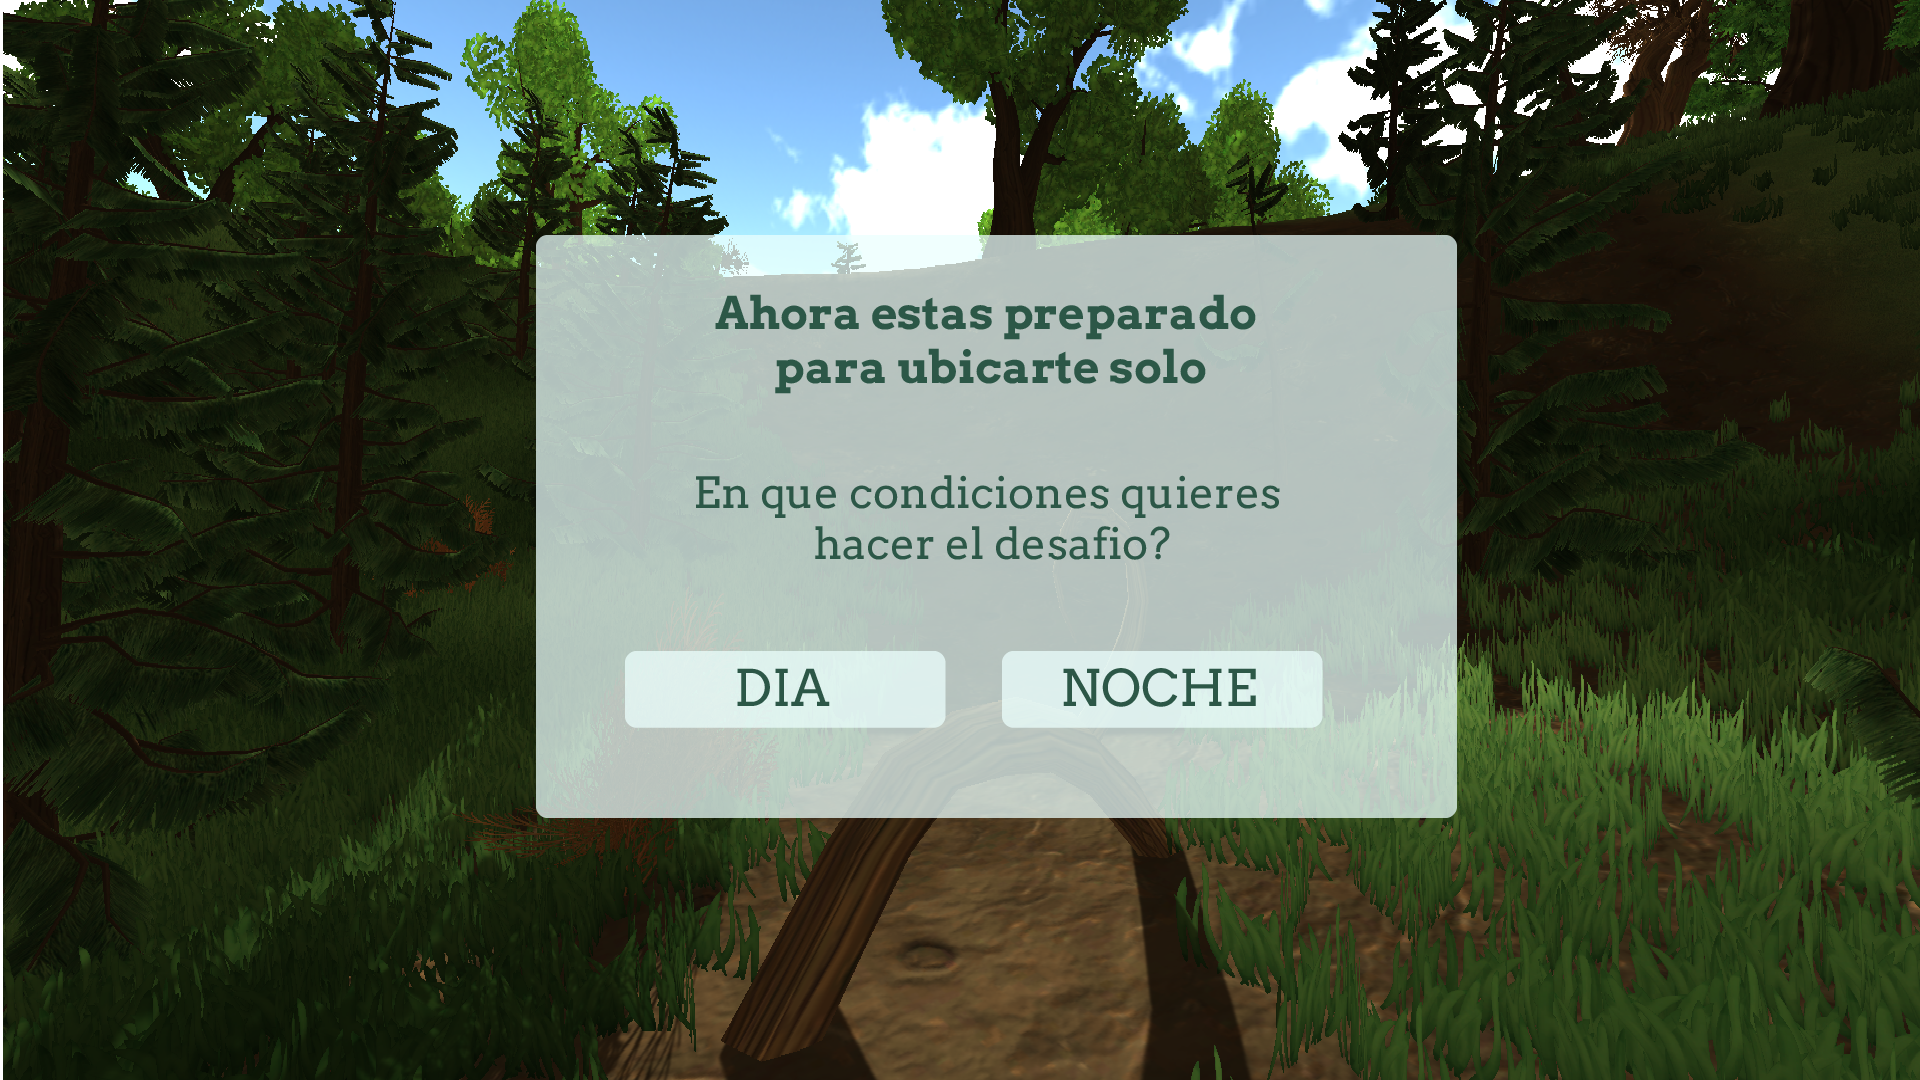 Ahora estas preparado
para ubicarte solo
En que condiciones quieres
hacer el desafio?
DIA
NOCHE